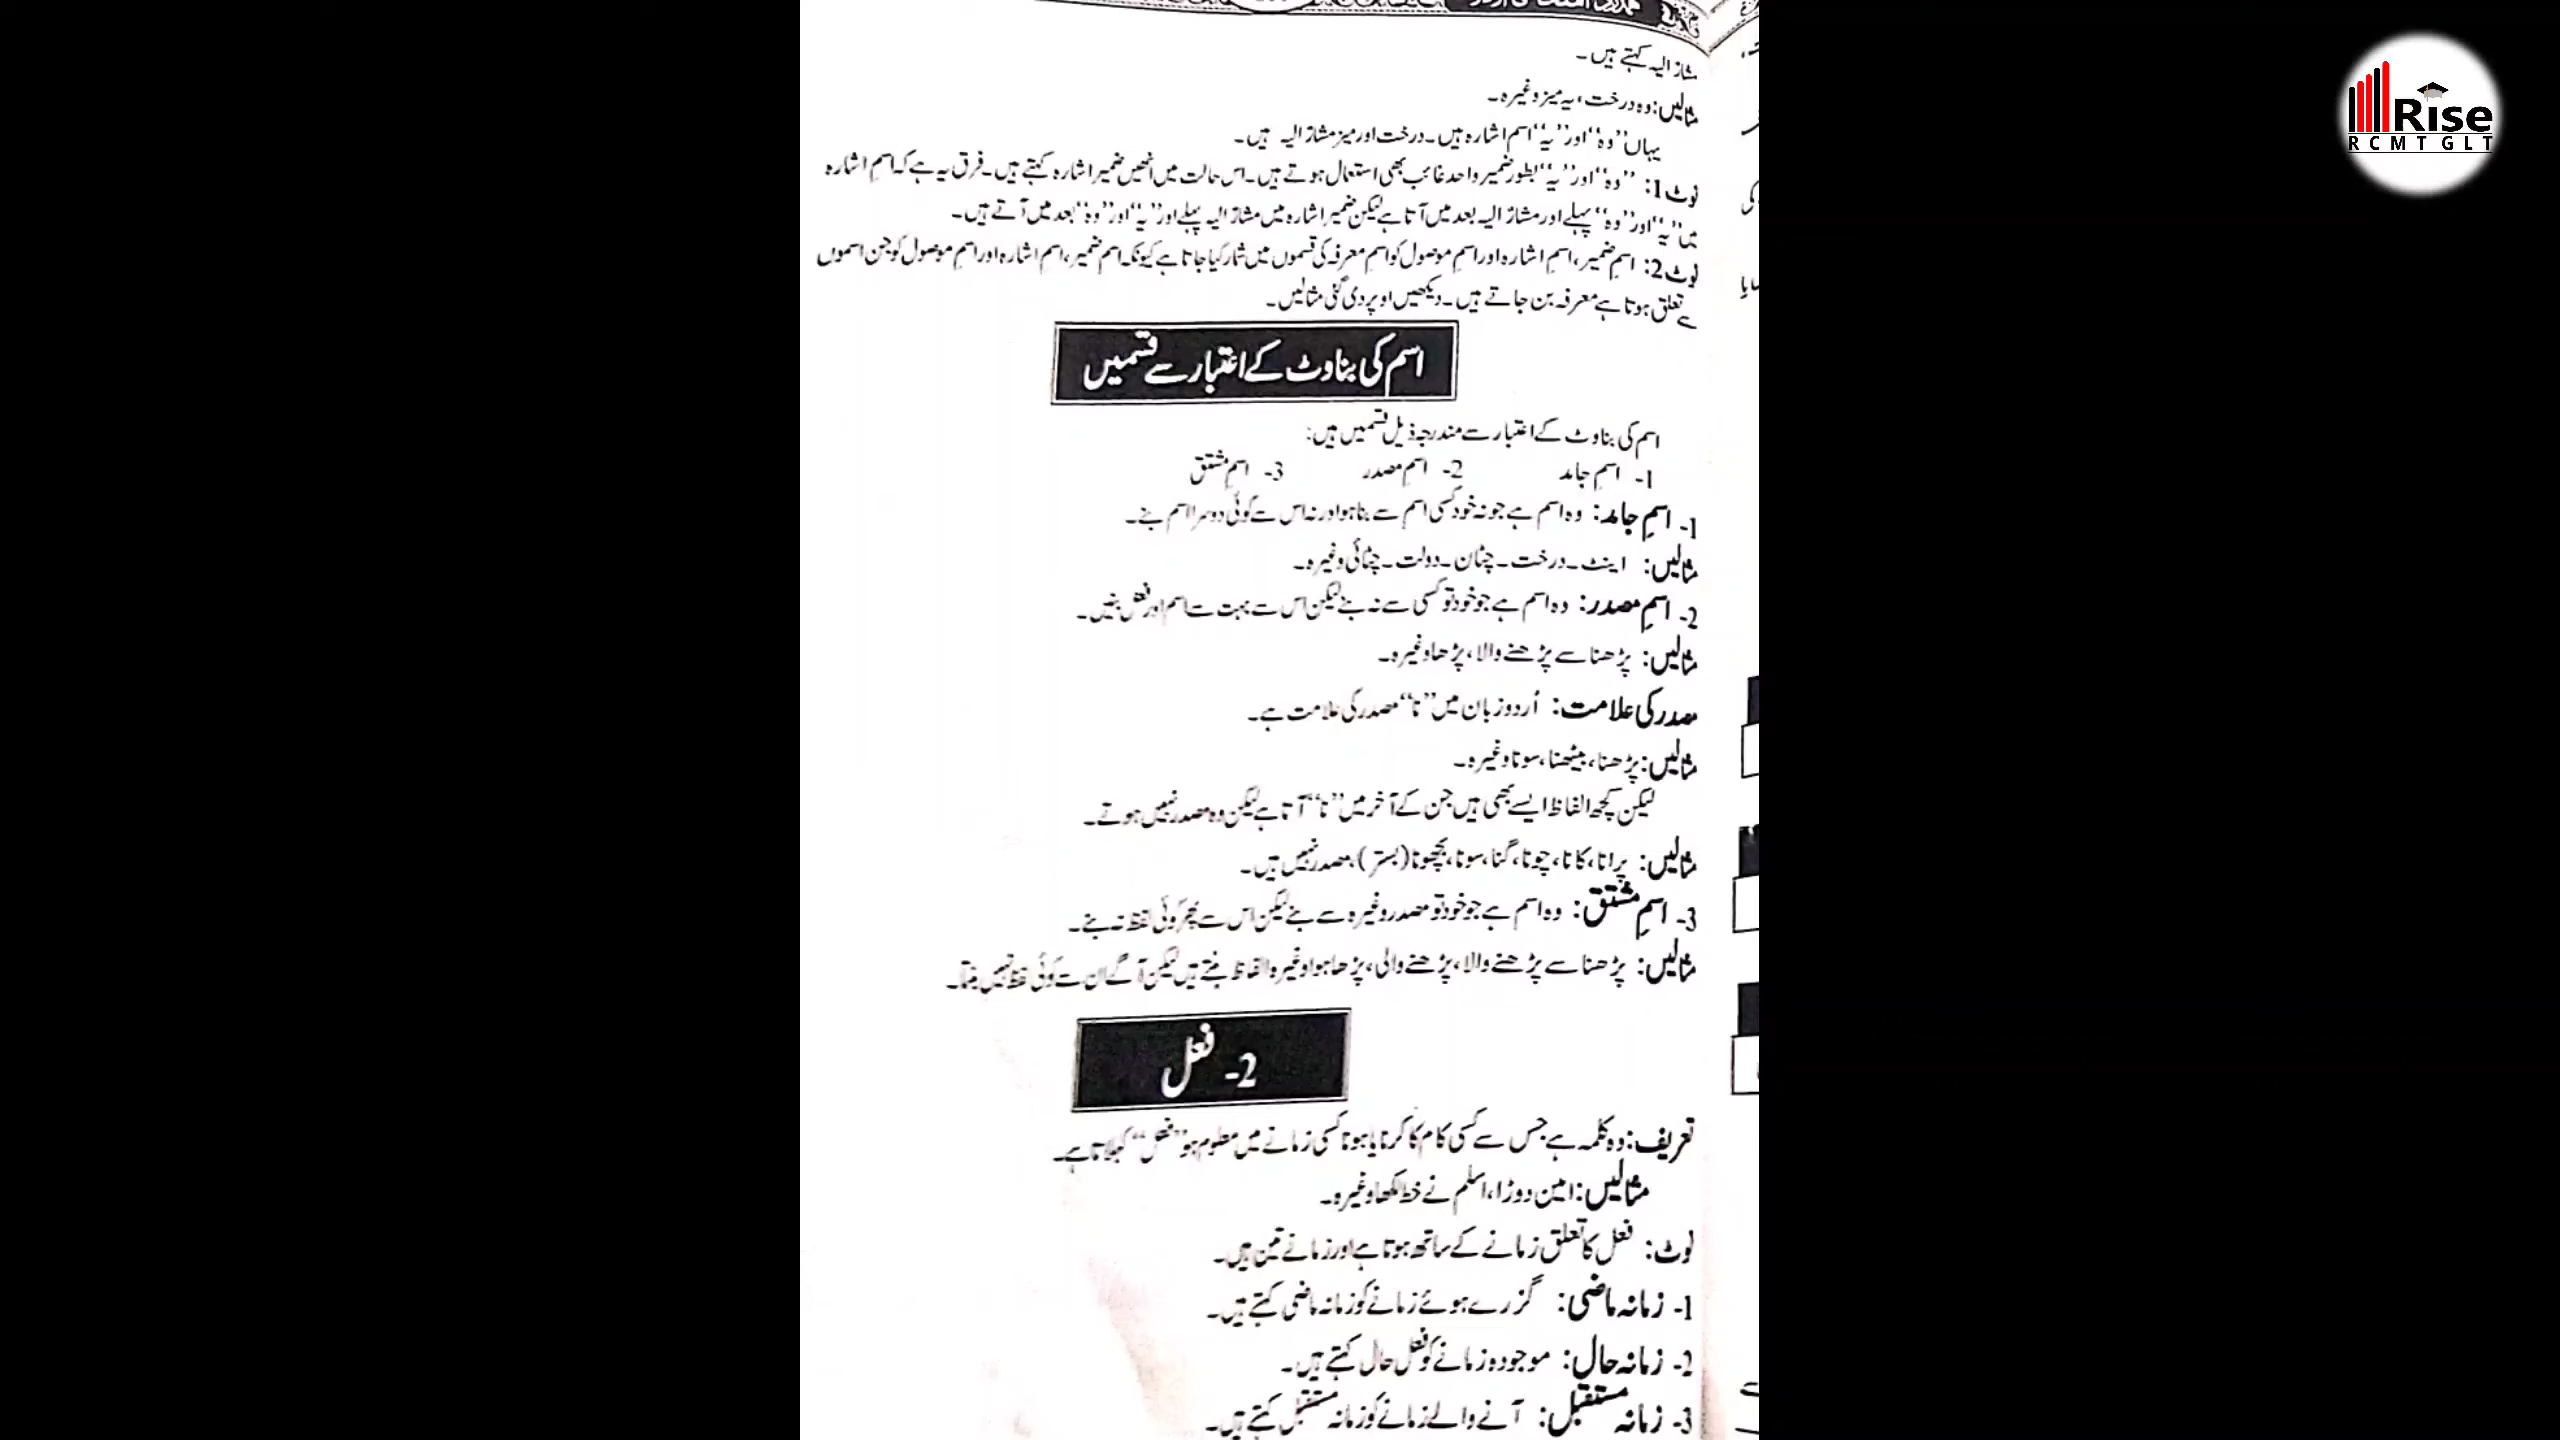 مشارٌ الیہ کہتے ہیں۔
مثالیں: وہ درخت، یہ میز وغیرہ۔
یہاں ”وہ“ اور ”یہ“ اسم اشارہ ہیں۔ درخت اور میز مشارٌ الیہ ہیں۔
نوٹ 1: ”وہ“ اور ”یہ“ بطور ضمیر واحد غائب بھی استعمال ہوتے ہیں۔ اس حالت میں انھیں ضمیر اشارہ کہتے ہیں۔ فرق یہ ہے کہ اسمِ اشارہ
میں ”یہ“ اور ”وہ“ پہلے اور مشارٌ الیہ بعد میں آتا ہے لیکن ضمیر اشارہ میں مشارٌ الیہ پہلے اور ”یہ“ اور ”وہ“ بعد میں آتے ہیں۔
نوٹ 2: اسمِ ضمیر، اسمِ اشارہ اور اسمِ موصول کو اسمِ معرفہ کی قسموں میں شمار کیا جاتا ہے کیونکہ اسم ضمیر، اسم اشارہ اور اسمِ موصول کو جن اسموں
سے تعلق ہوتا ہے معرفہ بن جاتے ہیں۔ دیکھیں اوپر دی گئی مثالیں۔
اسم کی بناوٹ کے اعتبار سے قسمیں
اسم کی بناوٹ کے اعتبار سے مندرجہ ذیل قسمیں ہیں:
1- اسمِ جامد 2- اسمِ مصدر 3- اسمِ مشتق
1- اسمِ جامد: وہ اسم ہے جو نہ خود کسی اسم سے بنا ہو اور نہ اس سے کوئی دوسرا اسم بنے۔
مثالیں: اینٹ۔ درخت۔ چٹان۔ دولت۔ چٹائی وغیرہ۔
2- اسمِ مصدر: وہ اسم ہے جو خود تو کسی سے نہ بنے لیکن اس سے بہت سے اسم اور فعل بنیں۔
مثالیں: پڑھنا سے پڑھنے والا، پڑھا وغیرہ۔
مصدر کی علامت: اُردو زبان میں ”نا“ مصدر کی علامت ہے۔
مثالیں: پڑھنا، بیٹھنا، سونا وغیرہ۔
لیکن کچھ الفاظ ایسے بھی ہیں جن کے آخر میں ”نا“ آتا ہے لیکن وہ مصدر نہیں ہوتے۔
مثالیں: پرانا، کانا، چونا، گنا، سونا، بچھونا (بستر)، مصدر نہیں ہیں۔
3- اسمِ مشتق: وہ اسم ہے جو خود تو مصدر وغیرہ سے بنے لیکن اس سے پھر کوئی لفظ نہ بنے۔
مثالیں: پڑھنا سے پڑھنے والا، پڑھنے والی، پڑھا ہوا وغیرہ الفاظ بنتے ہیں لیکن آگے ان سے کوئی لفظ نہیں بنتا۔
2- فعل
تعریف: وہ کلمہ ہے جس سے کسی کام کا کرنا یا ہونا کسی زمانے میں معلوم ہو ”فعل“ کہلاتا ہے۔
مثالیں: امین دوڑا، اسلم نے خط لکھا وغیرہ۔
نوٹ: فعل کا تعلق زمانے کے ساتھ ہوتا ہے اور زمانے تین ہیں۔
1- زمانہ ماضی: گزرے ہوئے زمانے کو زمانہ ماضی کہتے ہیں۔
2- زمانہ حال: موجودہ زمانے کو فعل حال کہتے ہیں۔
3- زمانہ مستقبل: آنے والے زمانے کو زمانہ مستقبل کہتے ہیں۔
Rise
RCMTGLT